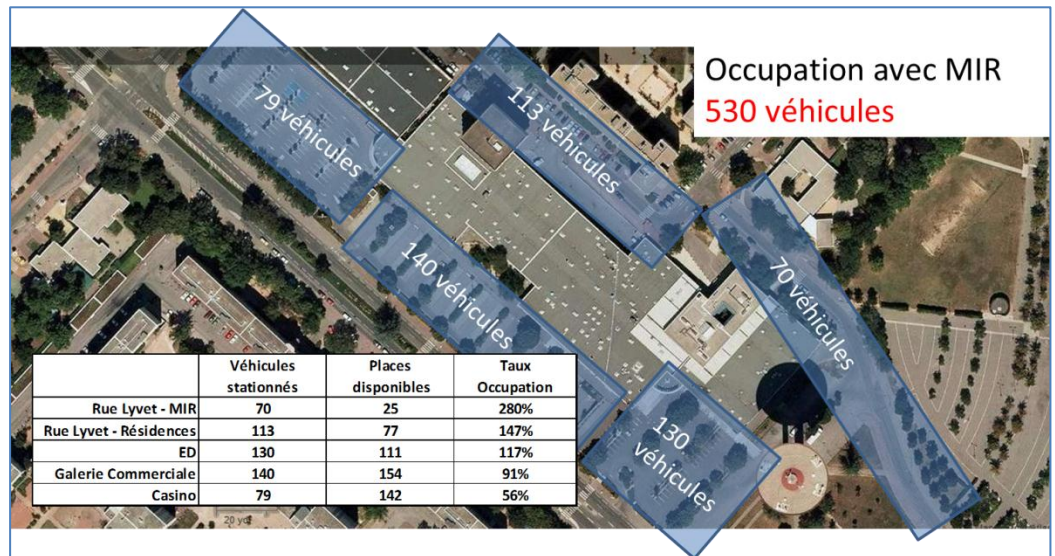 Occupation avec MIR
530 véhicules
79 véhicules
113 véhicules
140 véhicules
70 véhicules
130
véhicules
Véhicules stationnés Places disponibles Taux Occupation
Rue Lyvet - MIR 70 25 280%
Rue Lyvet - Résidences 113 77 147%
ED 130 111 117%
Galerie Commerciale 140 154 91%
Casino 79 142 56%